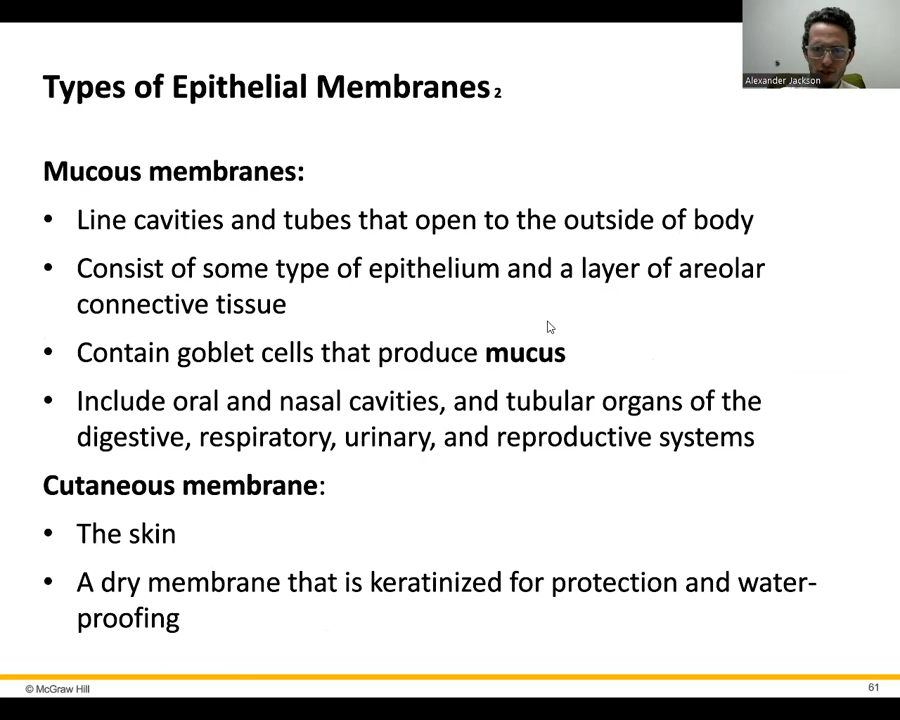 Alexander Jackson
Types of Epithelial Membranes 2
Mucous membranes:
• Line cavities and tubes that open to the outside of body
• Consist of some type of epithelium and a layer of areolar
connective tissue
• Contain goblet cells that produce mucus
• Include oral and nasal cavities, and tubular organs of the
digestive, respiratory, urinary, and reproductive systems
Cutaneous membrane:
• The skin
• A dry membrane that is keratinized for protection and water-
proofing
© McGraw Hill
61